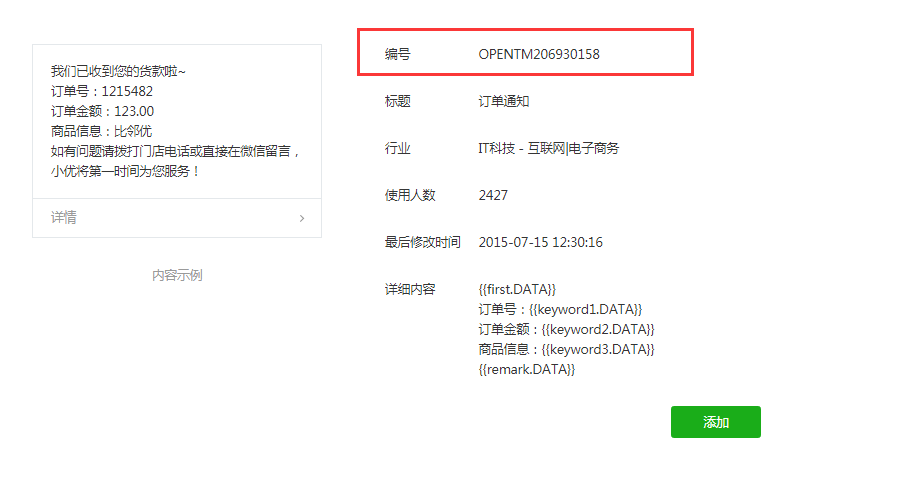 我们已收到您的货款啦~
订单号：1215482
订单金额：123.00
商品信息：比邻优
如有问题请拨打门店电话或直接在微信留言，
小优将第一时间为您服务！
详情
内容示例
编号 OPENTM206930158
标题 订单通知
行业 IT科技 - 互联网|电子商务
使用人数 2427
最后修改时间 2015-07-15 12:30:16
详细内容 {{first.DATA}}
订单号：{{keyword1.DATA}}
订单金额：{{keyword2.DATA}}
商品信息：{{keyword3.DATA}}
{{remark.DATA}}
添加